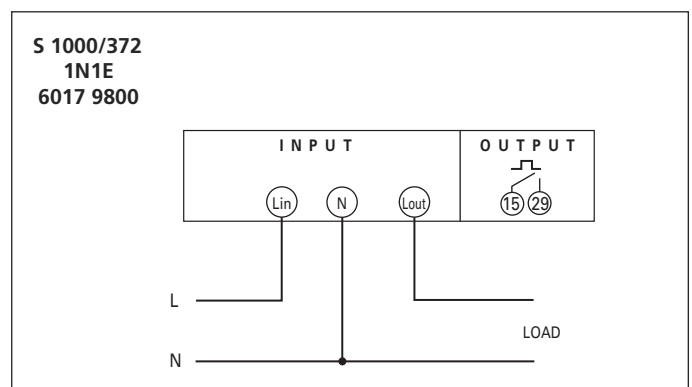 S 1000/372
1N1E
6017 9800
INPUT
OUTPUT
Lin
N
Lout
15
29
L
LOAD
N